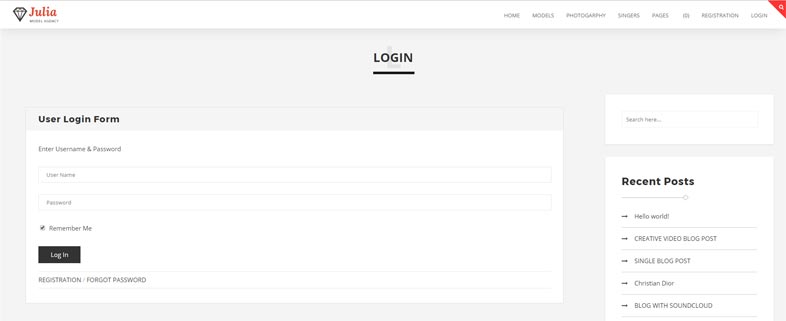 Julia
MODEL AGENCY
HOME MODELS PHOTOGARPHY SINGERS PAGES (0) REGISTRATION LOGIN
L
LOGIN
User Login Form
Enter Username & Password
User Name
Password
Remember Me
Log In
REGISTRATION / FORGOT PASSWORD
Search here...
Recent Posts
Hello world!
CREATIVE VIDEO BLOG POST
SINGLE BLOG POST
Christian Dior
BLOG WITH SOUNDCLOUD